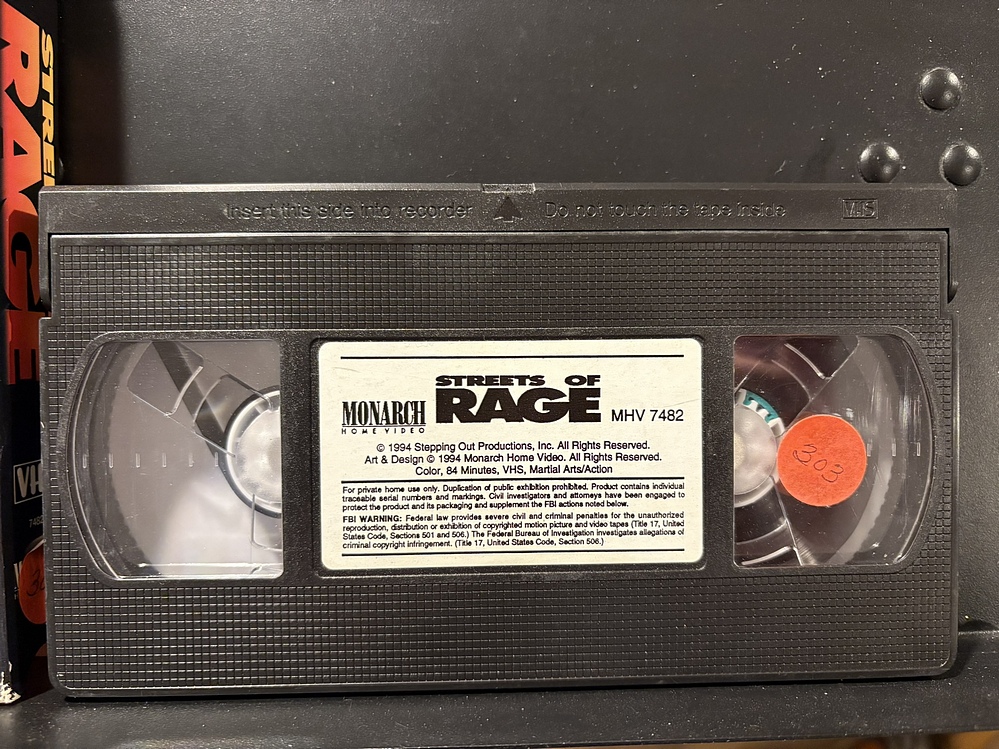 STREE
RAGE
VH
Insert this side into recorder
Do not touch the tape inside
VHS
MONARCH
HOME VIDEO
STREETS OF
RAGE
MHV 7482
© 1994 Stepping Out Productions, Inc. All Rights Reserved.
Art & Design © 1994 Monarch Home Video. All Rights Reserved.
Color, 84 Minutes, VHS, Martial Arts/Action
For private home use only. Duplication of public exhibition prohibited. Product contains individual
traceable serial numbers and markings. Civil investigators and attorneys have been engaged to
protect the product and its packaging and supplement the FBI actions noted below.
FBI WARNING: Federal law provides severe civil and criminal penalties for the unauthorized
reproduction, distribution or exhibition of copyrighted motion picture and video tapes (Title 17, United
States Code, Sections 501 and 506.) The Federal Bureau of Investigation investigates allegations of
criminal copyright infringement. (Title 17, United States Code, Section 506.)
303